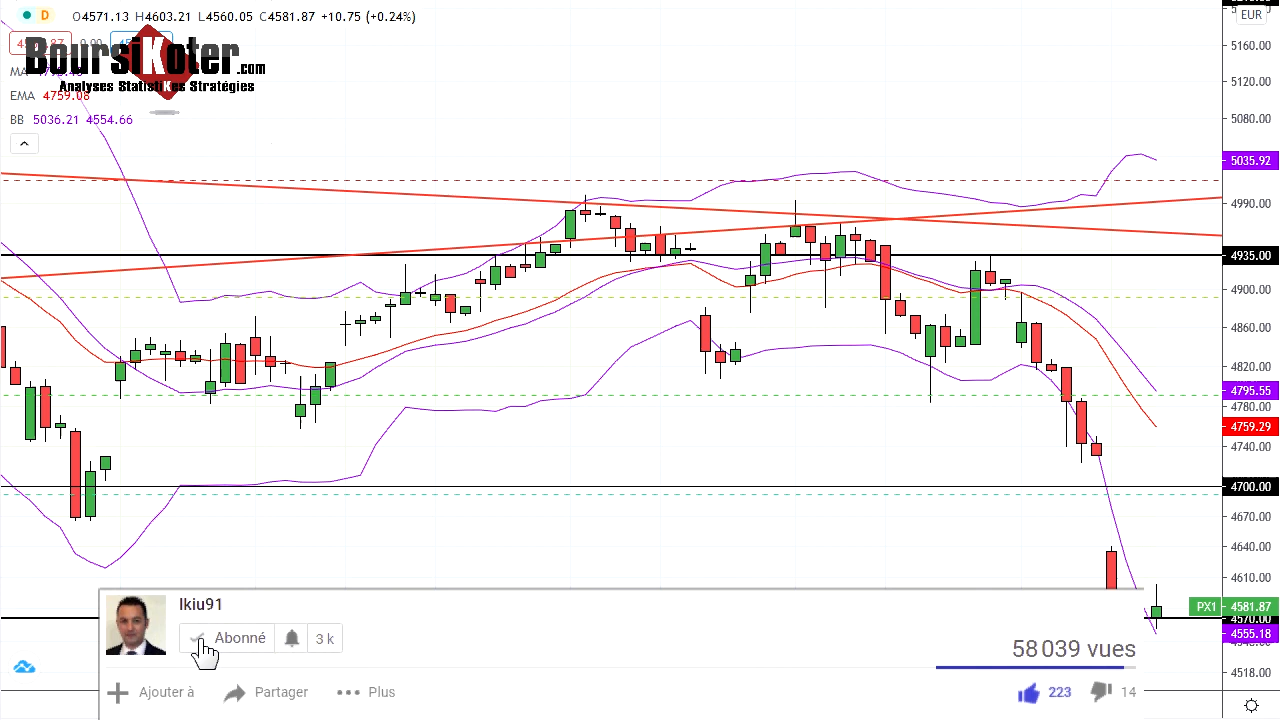 D O4571.13 H4603.21 L4560.05 C4581.87 +10.75 (+0.24%)
EUR
BoursiKoter.com
Analyses StatistiKes Stratégies
MA
EMA 4759.08
BB 5036.21 4554.66
5160.00
5120.00
5080.00
5035.92
4990.00
4935.00
4900.00
4860.00
4820.00
4795.55
4780.00
4759.29
4740.00
4700.00
4670.00
4640.00
4610.00
PX1 4581.87
4570.00
4555.18
4518.00
Ikiu91
Abonné 3 k
58 039 vues
Ajouter à Partager Plus
223 14